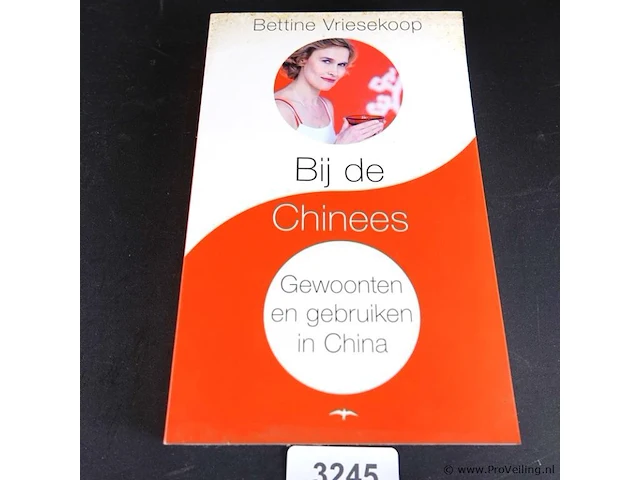 Bettine Vriesekoop
Bij de
Chinees
Gewoonten
en gebruiken
in China
3245
© www.ProVeiling.nl